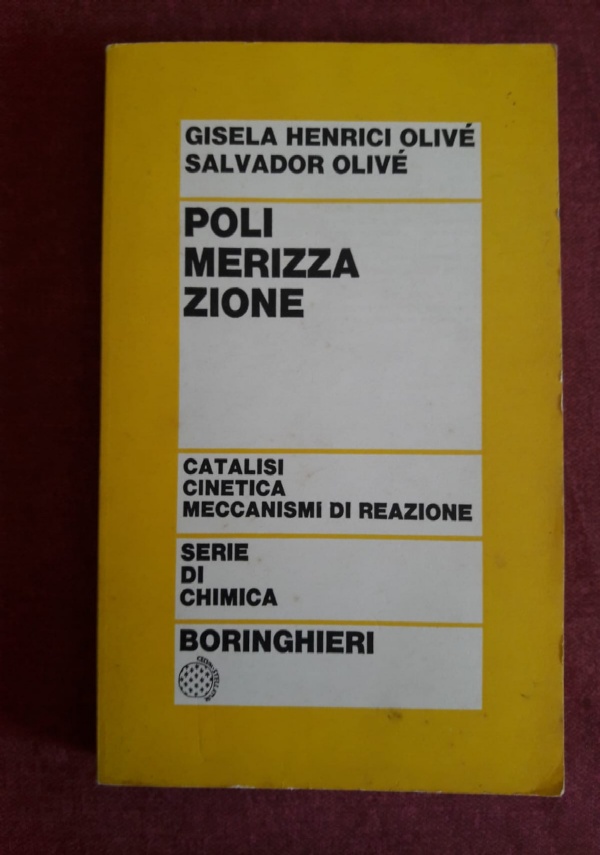 GISELA HENRICI OLIVÉ
SALVADOR OLIVÉ
POLI
MERIZZA
ZIONE
CATALISI
CINETICA
MECCANISMI DI REAZIONE
SERIE
DI
CHIMICA
BORINGHIERI